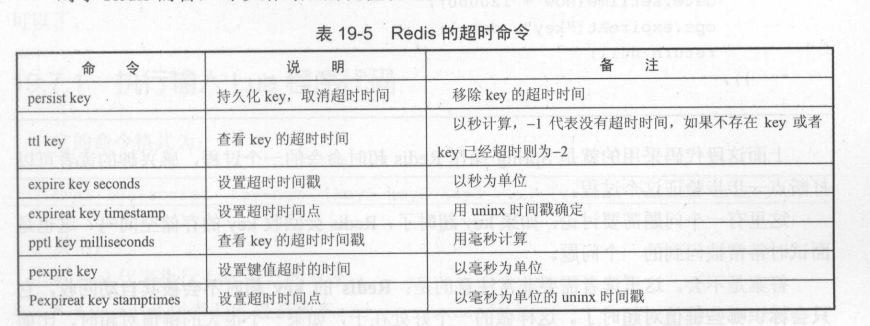 表 19-5 Redis 的超时命令
命 令 说 明 备 注
persist key 持久化 key，取消超时时间 移除 key 的超时时间
ttl key 查看 key 的超时时间 以秒计算，-1 代表没有超时时间，如果不存在 key 或者
key 已经超时则为-2
expire key seconds 设置超时时间戳 以秒为单位
expireat key timestamp 设置超时时间点 用 uninx 时间戳确定
pptl key milliseconds 查看 key 的超时时间戳 用毫秒计算
pexpire key 设置键值超时的时间 以毫秒为单位
Pexpireat key stamptimes 设置超时时间点 以毫秒为单位的 uninx 时间戳